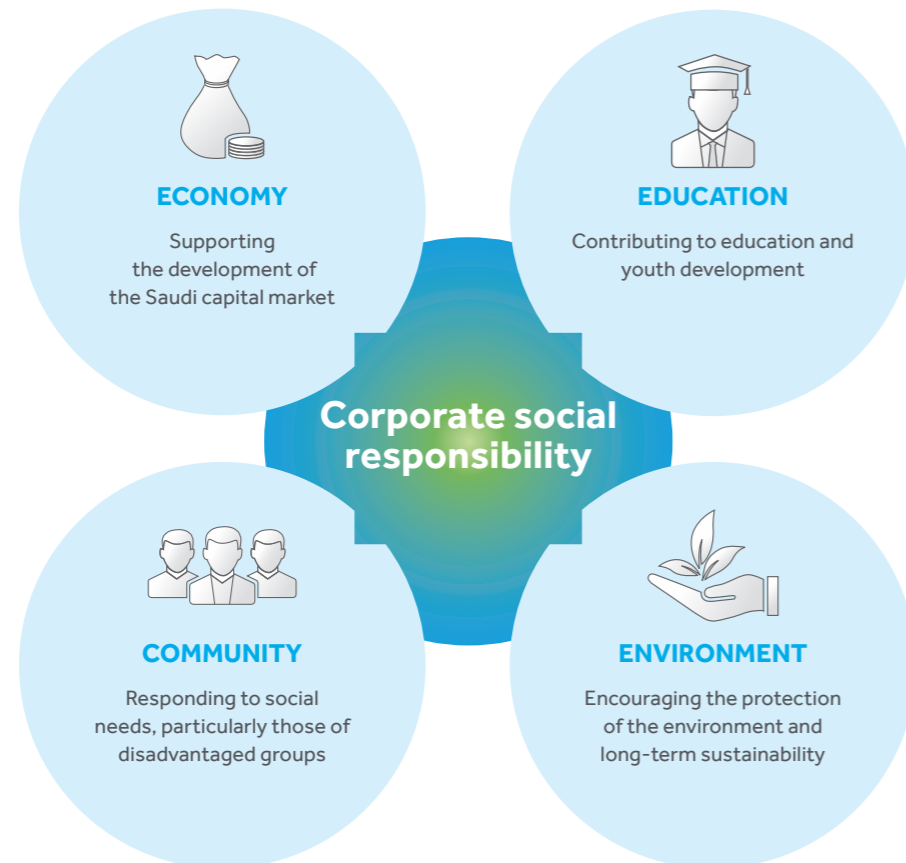 ECONOMY
Supporting
the development of
the Saudi capital market
EDUCATION
Contributing to education and
youth development
Corporate social
responsibility
COMMUNITY
Responding to social
needs, particularly those of
disadvantaged groups
ENVIRONMENT
Encouraging the protection
of the environment and
long-term sustainability